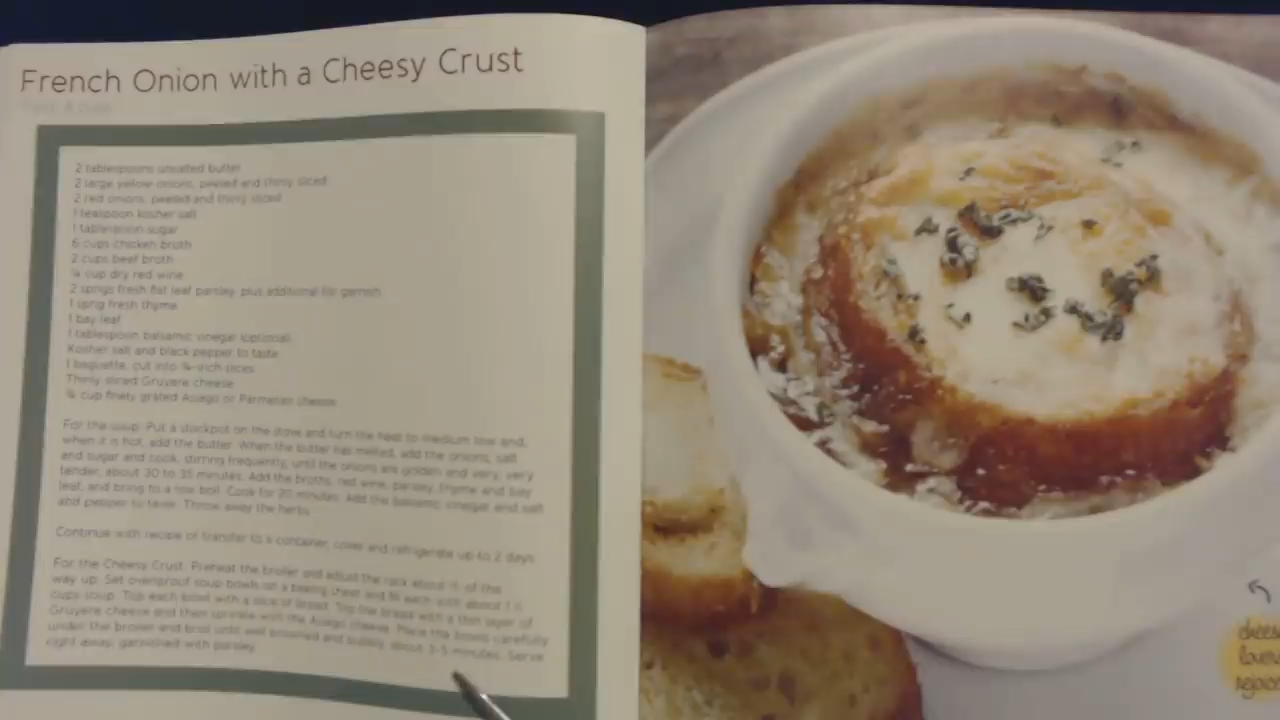 French Onion with a Cheesy Crust
2 tablespoons unsalted butter
2 large yellow onions, peeled and thinly sliced
2 red onions, peeled and thinly sliced
1 teaspoon kosher salt
1 tablespoon sugar
6 cups chicken broth
2 cups beef broth
cup dry red wine
2 sprigs fresh flat leaf parsley, plus additional for garnish
1 sprig fresh thyme
1 bay leaf
1 tablespoon balsamic vinegar (optional)
Kosher salt and black pepper to taste
1 baguette, cut into ¾-inch slices
Thinly sliced Gruyere cheese
¾ cup finely grated Asiago or Parmesan cheese
For the soup: Put a stockpot on the stove and turn the heat to medium low and,
when it is hot, add the butter. When the butter has melted, add the onions, salt
and sugar and cook, stirring frequently, until the onions are golden and very, very
tender, about 30 to 35 minutes. Add the broths, red wine, parsley, thyme and bay
leaf, and bring to a low boil. Cook for 20 minutes. Add the balsamic vinegar and salt
and pepper to taste. Throw away the herbs.
Continue with recipe or transfer to a container, cover and refrigerate up to 2 days.
For the Cheesy Crust: Preheat the broiler and adjust the rack about of the
way up. Set ovenproof soup bowls on a baking sheet and fill each with about 1
cups soup. Top each bowl with a slice of bread. Top the bread with a thin layer of
Gruyere cheese and then sprinkle with the Asiago cheese. Place the bowls carefully
under the broiler and broil until well browned and bubbly, about 3-5 minutes. Serve
right away, garnished with parsley.